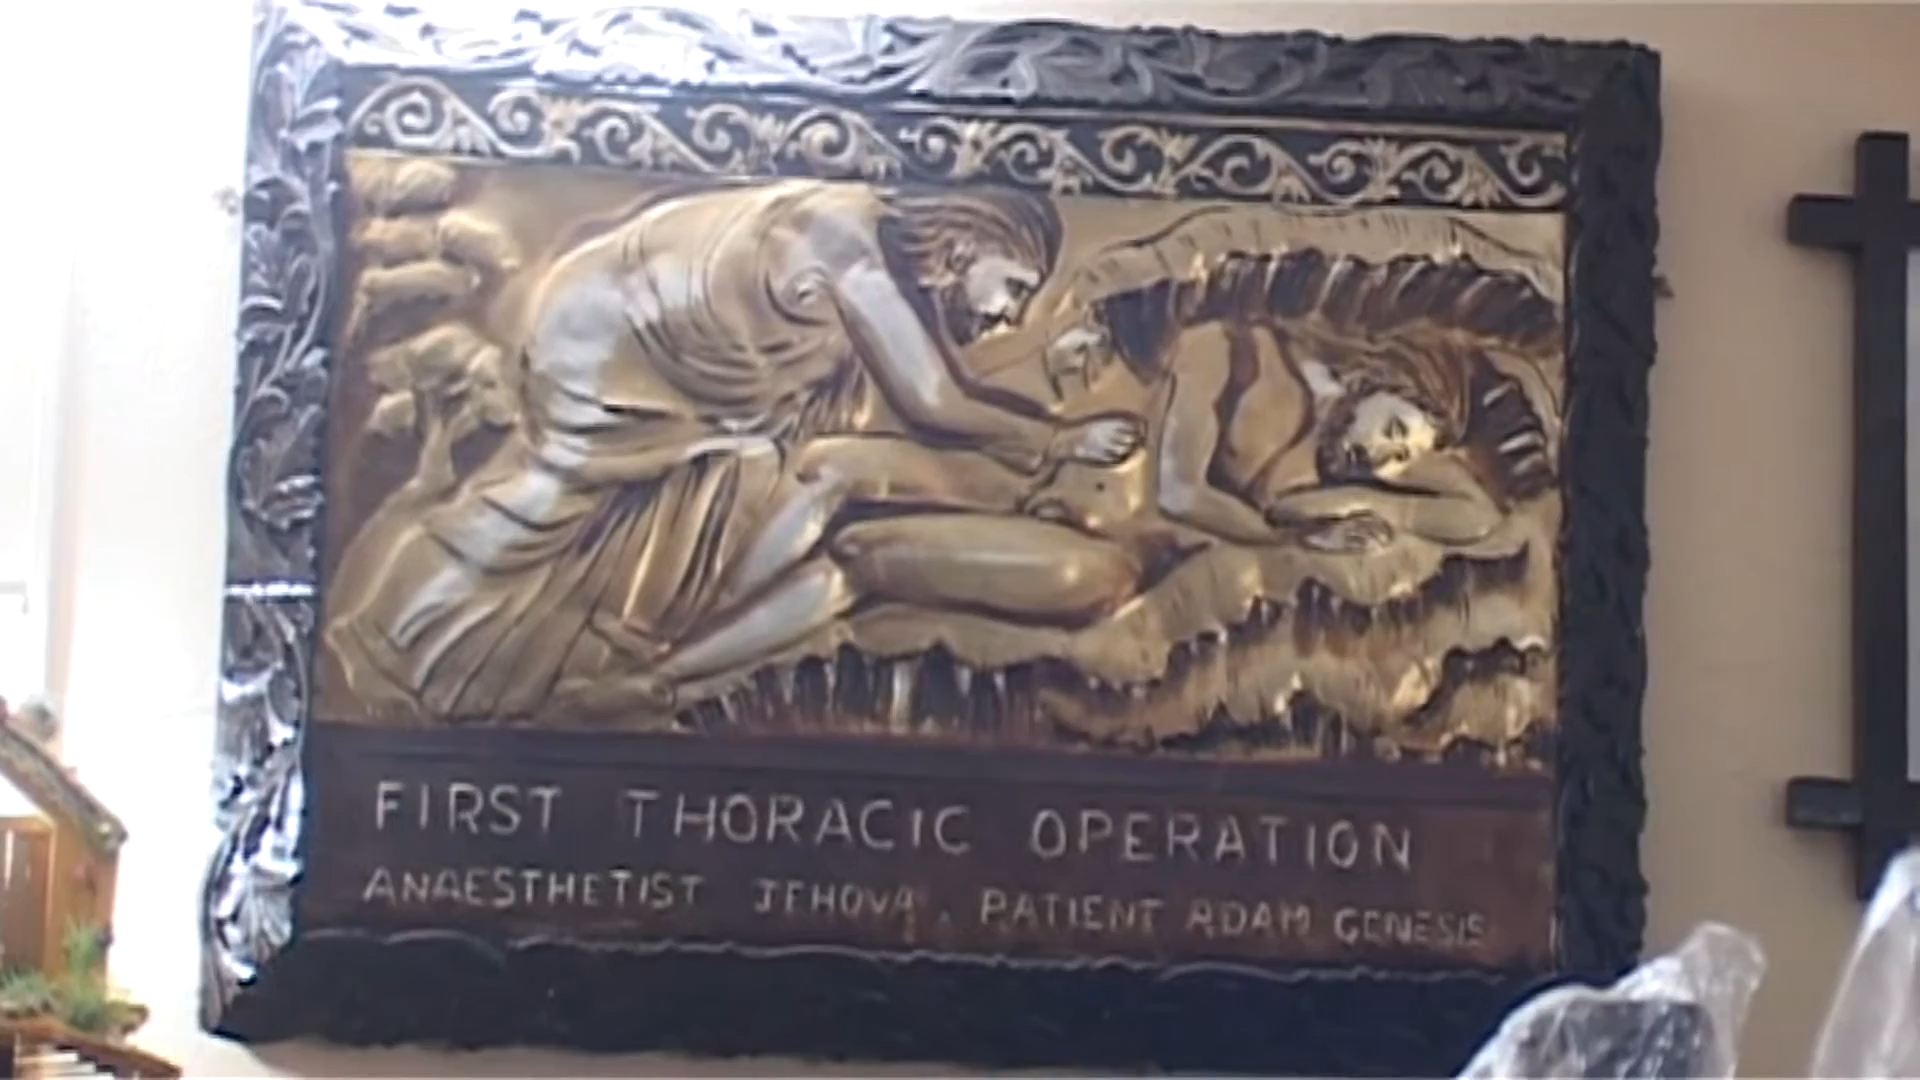 FIRST THORACIC OPERATION
ANAESTHETIST JEHOVA. PATIENT ADAM GENESIS